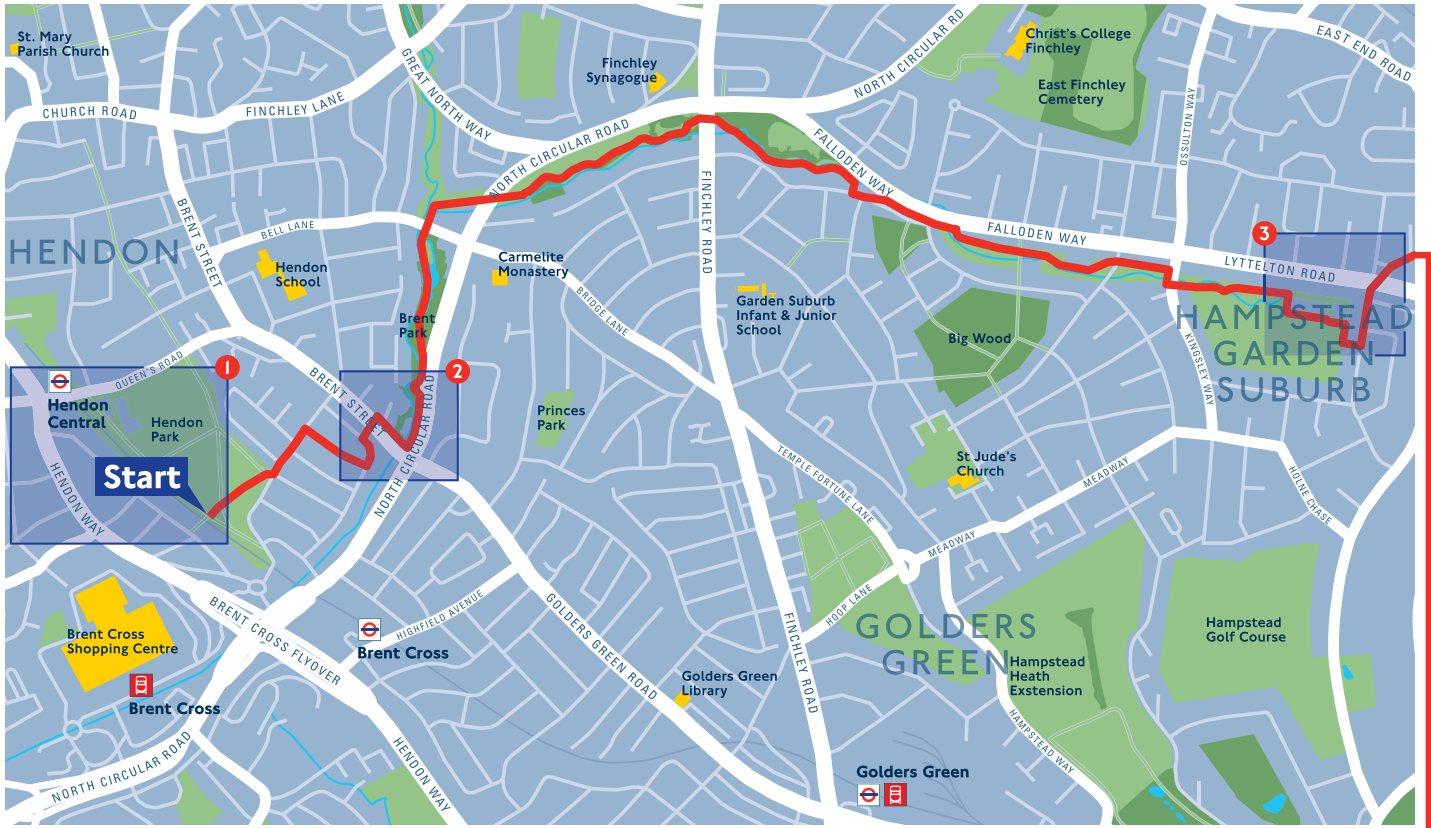 St. Mary
Parish Church
CHURCH ROAD
FINCHLEY LANE
GREAT NORTH WAY
Finchley
Synagogue
NORTH CIRCULAR RD
Christ's College
Finchley
East Finchley
Cemetery
EAST END ROAD
NORTH CIRCULAR ROAD
FALLODEN WAY
OSSULTON WAY
HENDON
BRENT STREET
BELL LANE
Hendon
School
Carmelite
Monastery
FINCHLEY ROAD
FALLODEN WAY
3
LYTTELTON ROAD
BRIDGE LANE
Garden Suburb
Infant & Junior
School
Brent
Park
Big Wood
HAMPSTEAD
GARDEN
SUBURB
KINGSLEY WAY
1
QUEEN'S ROAD
Hendon
Central
Hendon
Park
BRENT STREET
2
Princes
Park
Start
HENDON WAY
NORTH CIRCULAR ROAD
TEMPLE FORTUNE LANE
St Jude's
Church
MEADWAY
MEADWAY
HOLNE CHASE
HOOP LANE
BRENT CROSS FLYOVER
HIGHFIELD AVENUE
Brent Cross
GOLDERS GREEN ROAD
FINCHLEY ROAD
GOLDERS
GREEN
Hampstead
Heath
Exstension
Hampstead
Golf Course
Brent Cross
Shopping Centre
Brent Cross
Golders Green
Library
HAMPSTEAD WAY
NORTH CIRCULAR ROAD
HENDON WAY
Golders Green